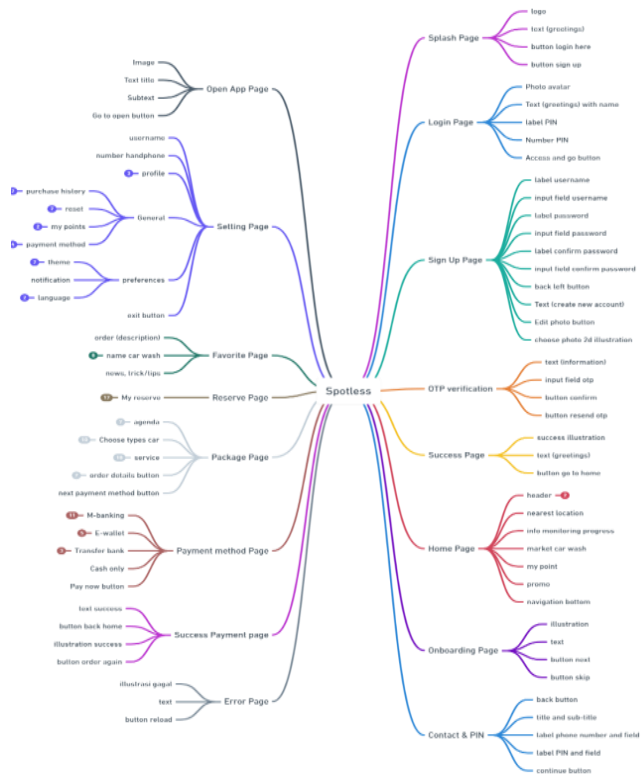 Spotless
Open App Page
Image
Text title
Subtext
Go to open button
Setting Page
username
number handphone
profile
General
purchase history
reset
my points
payment method
preferences
theme
notification
language
exit button
Favorite Page
order (description)
name car wash
news, trick/tips
Reserve Page
My reserve
Package Page
agenda
Choose types car
service
order details button
next payment method button
Payment method Page
M-banking
E-wallet
Transfer bank
Cash only
Pay now button
Success Payment page
text success
button back home
illustration success
button order again
Error Page
illustrasi gagal
text
button reload
Splash Page
logo
text (greetings)
button login here
button sign up
Login Page
Photo avatar
Text (greetings) with name
label PIN
Number PIN
Access and go button
Sign Up Page
label username
input field username
label password
input field password
label confirm password
input field confirm password
back left button
Text (create new account)
Edit photo button
choose photo 2d illustration
OTP verification
text (information)
input field otp
button confirm
button resend otp
Success Page
success illustration
text (greetings)
button go to home
Home Page
header
nearest location
info monitoring progress
market car wash
my point
promo
navigation bottom
Onboarding Page
illustration
text
button next
button skip
Contact & PIN
back button
title and sub-title
label phone number and field
label PIN and field
continue button